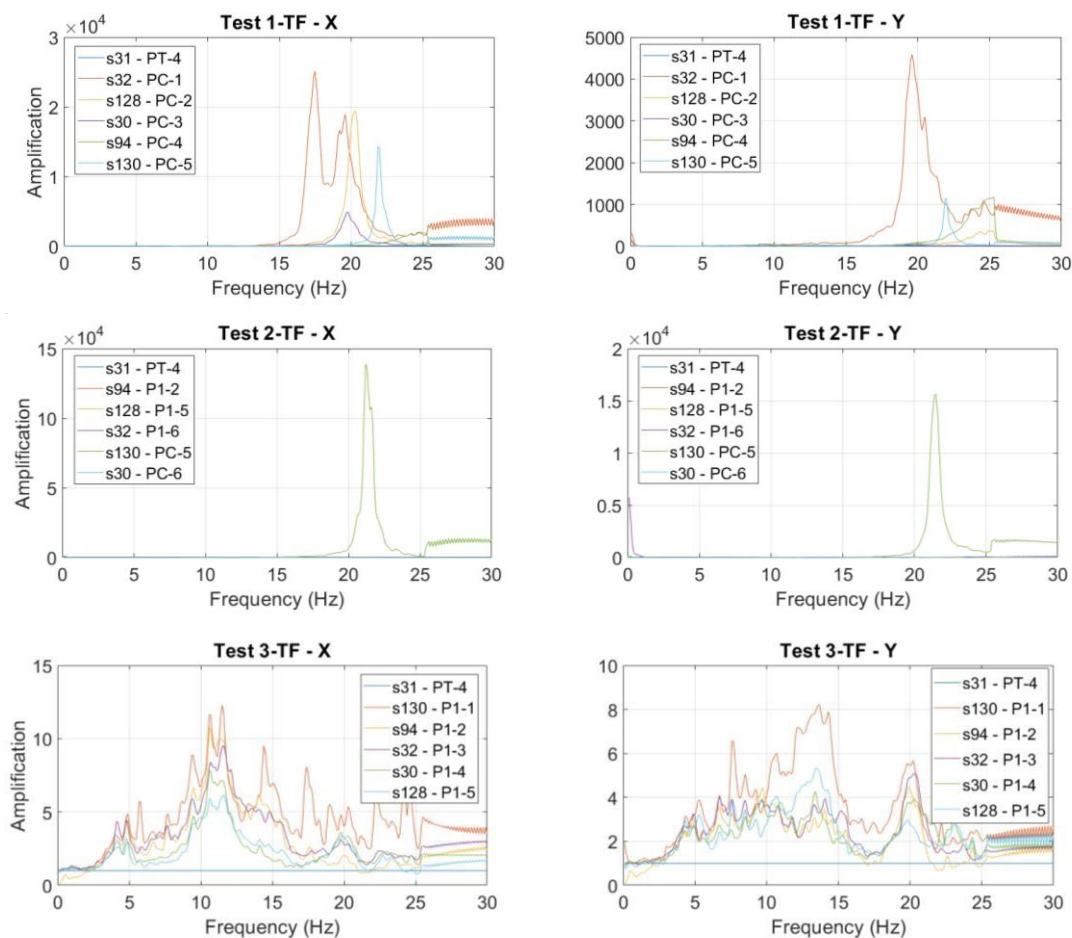 Test 1-TF - X
×10⁴
Amplification
3
2
1
0
s31 - PT-4
s32 - PC-1
s128 - PC-2
s30 - PC-3
s94 - PC-4
s130 - PC-5
0 5 10 15 20 25 30
Frequency (Hz)
Test 1-TF - Y
5000
4000
3000
2000
1000
0
s31 - PT-4
s32 - PC-1
s128 - PC-2
s30 - PC-3
s94 - PC-4
s130 - PC-5
0 5 10 15 20 25 30
Frequency (Hz)
Test 2-TF - X
×10⁴
Amplification
15
10
5
0
s31 - PT-4
s94 - P1-2
s128 - P1-5
s32 - P1-6
s130 - PC-5
s30 - PC-6
0 5 10 15 20 25 30
Frequency (Hz)
Test 2-TF - Y
×10⁴
2
1.5
1
0.5
0
s31 - PT-4
s94 - P1-2
s128 - P1-5
s32 - P1-6
s130 - PC-5
s30 - PC-6
0 5 10 15 20 25 30
Frequency (Hz)
Test 3-TF - X
Amplification
15
10
5
0
s31 - PT-4
s130 - P1-1
s94 - P1-2
s32 - P1-3
s30 - P1-4
s128 - P1-5
0 5 10 15 20 25 30
Frequency (Hz)
Test 3-TF - Y
10
8
6
4
2
0
s31 - PT-4
s130 - P1-1
s94 - P1-2
s32 - P1-3
s30 - P1-4
s128 - P1-5
0 5 10 15 20 25 30
Frequency (Hz)